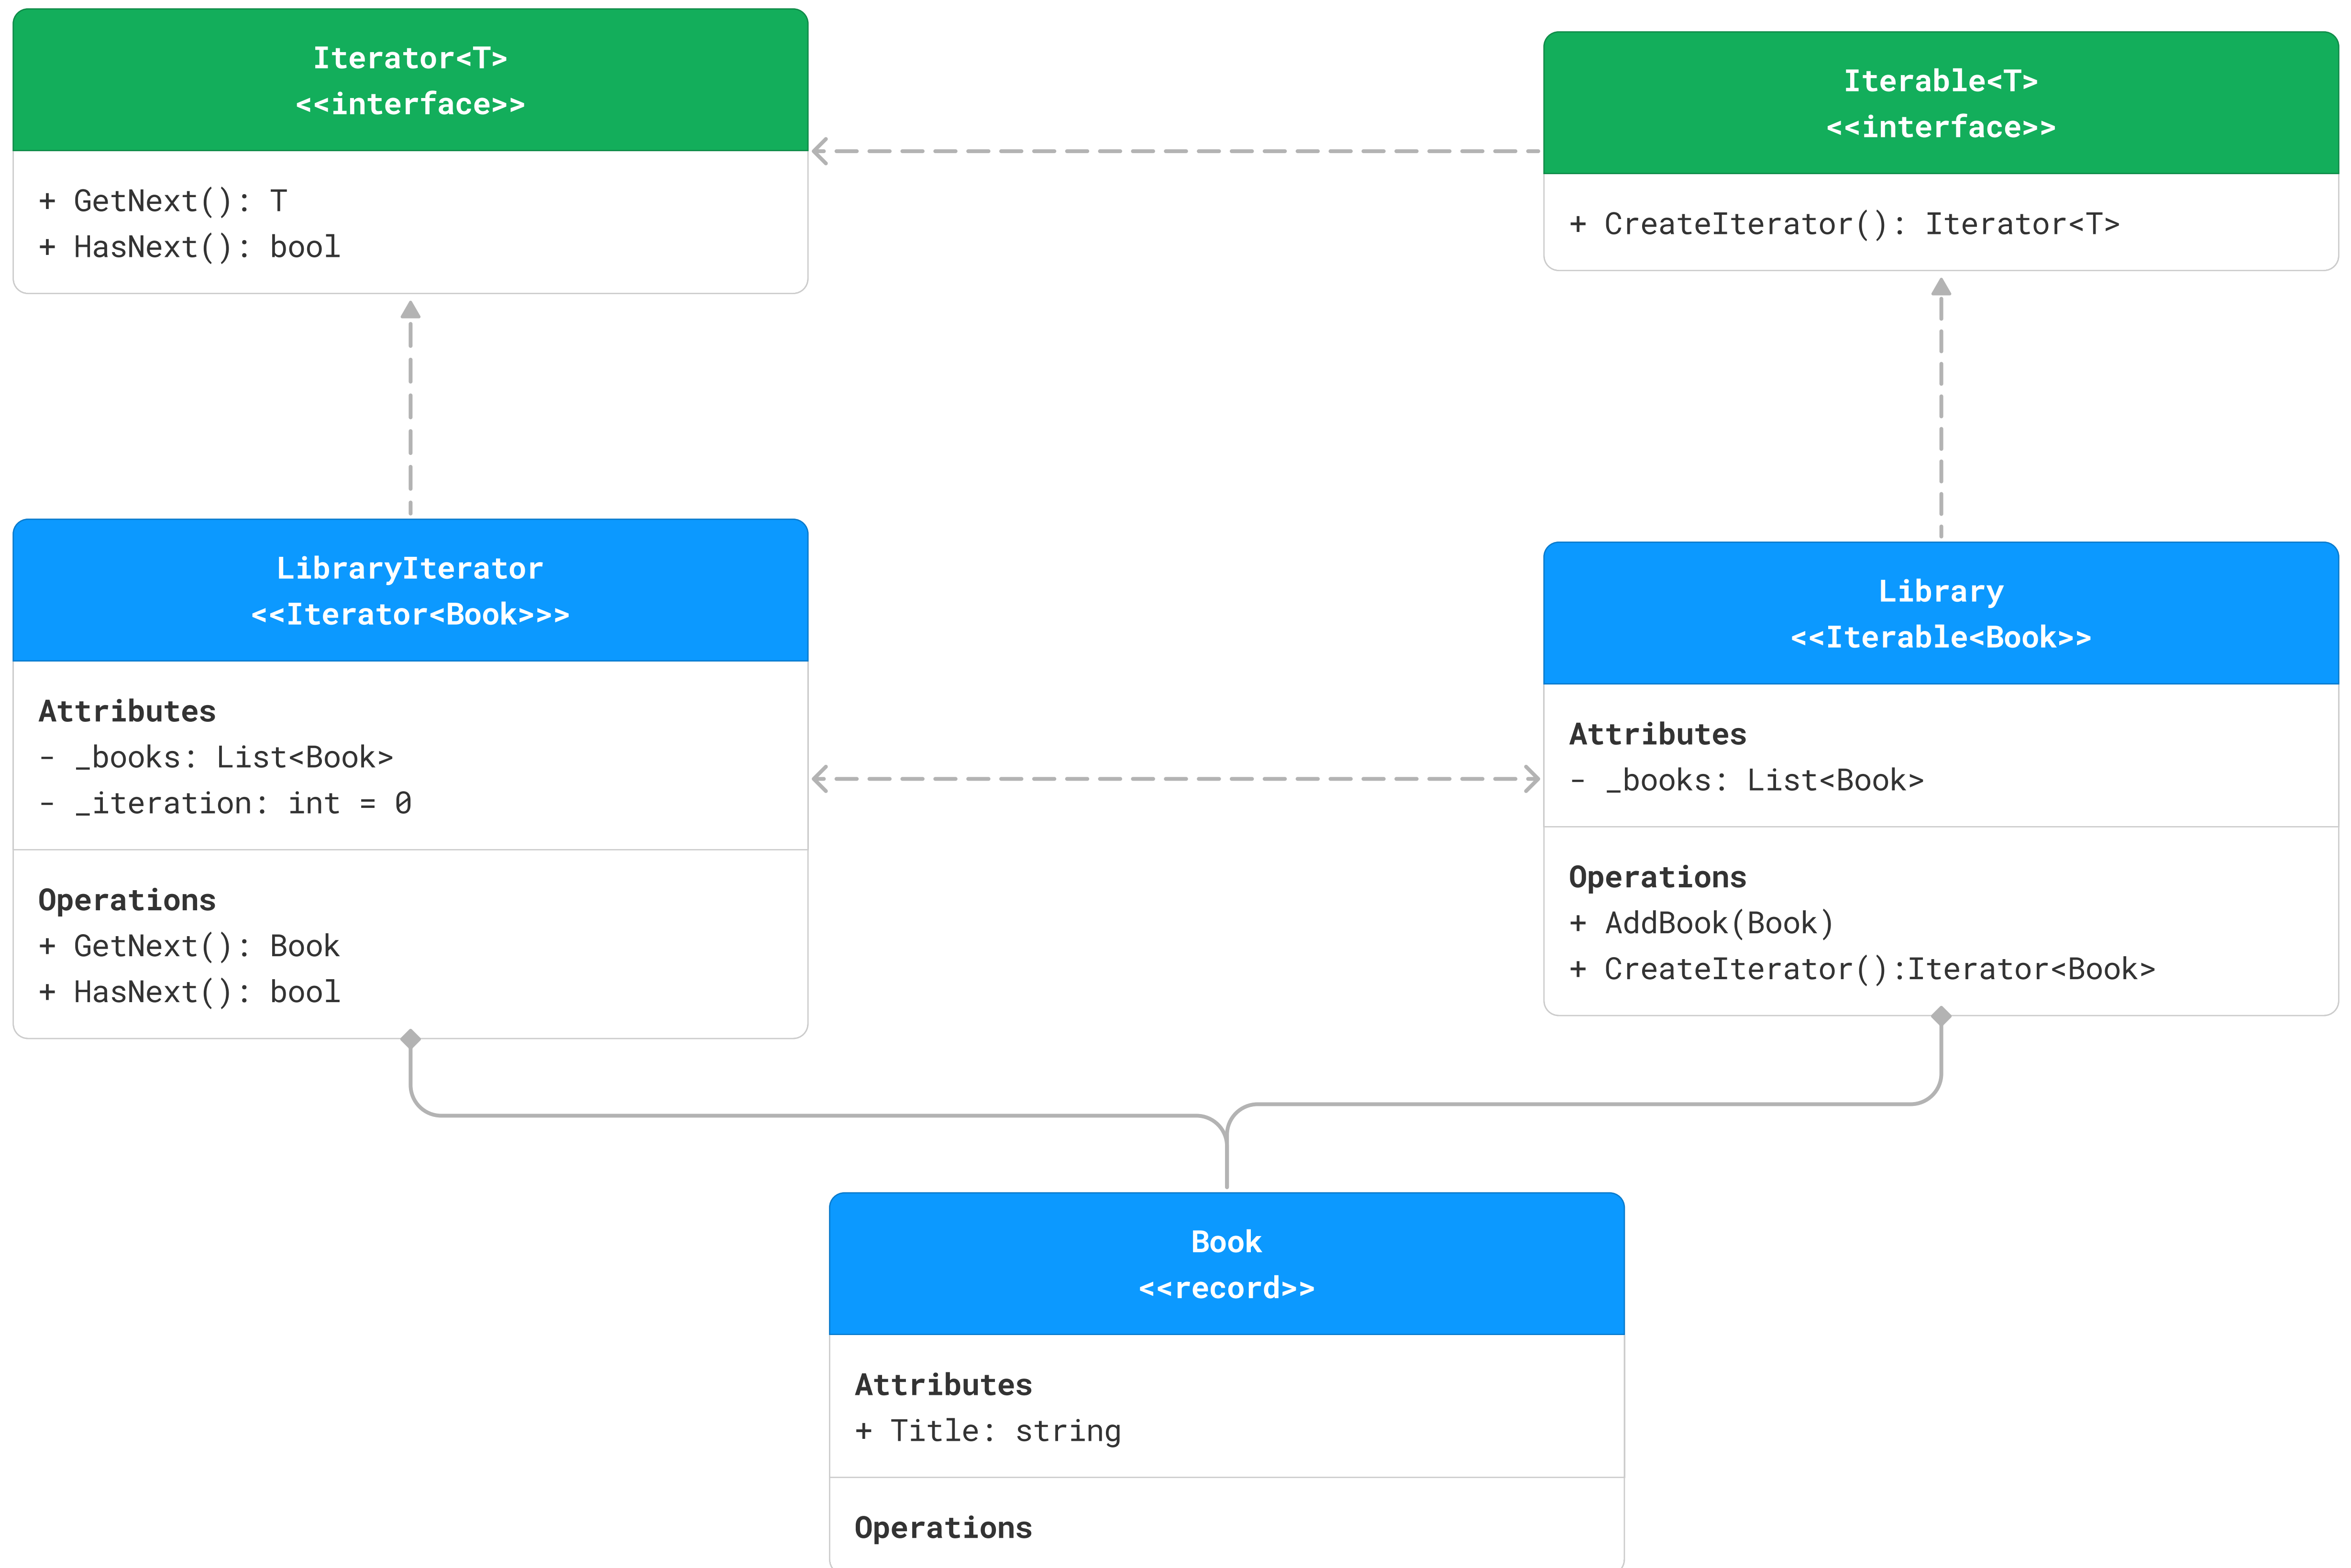 Iterator<T>
<<interface>>
+ GetNext(): T
+ HasNext(): bool
Iterable<T>
<<interface>>
+ CreateIterator(): Iterator<T>
LibraryIterator
<<Iterator<Book>>>
Attributes
- _books: List<Book>
- _iteration: int = 0
Operations
+ GetNext(): Book
+ HasNext(): bool
Library
<<Iterable<Book>>
Attributes
- _books: List<Book>
Operations
+ AddBook(Book)
+ CreateIterator():Iterator<Book>
Book
<<record>>
Attributes
+ Title: string
Operations